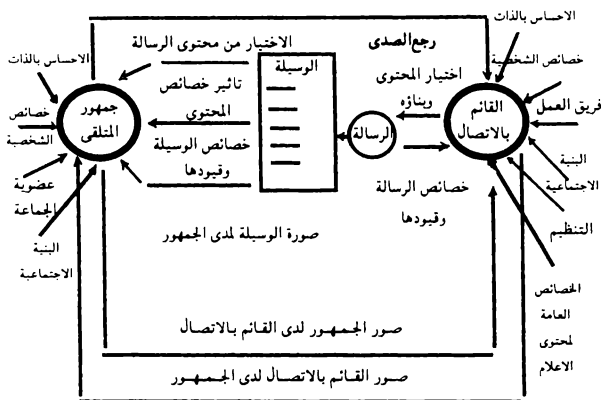 الاحساس بالذات
رجع الصدى
الاختيار من محتوى الرسالة
خصائص الشخصية
القائم
بالاتصال
فريق العمل
البنية
الاجتماعية
التنظيم
الخصائص
العامة
لمحتوى
الاعلام
اختيار المحتوى
وبناؤه
الرسالة
خصائص الرسالة
وقيودها
الوسيلة
تاثير خصائص
المحتوي
خصائص الوسيلة
وقيودها
صورة الوسيلة لدى الجمهور
الاحساس بالذات
جمهور
المتلقى
خصائص
الشخصية
عضوية
الجماعة
البنية
الاجتماعية
صور الجمهور لدى القائم بالاتصال
صور القائم بالاتصال لدى الجمهور